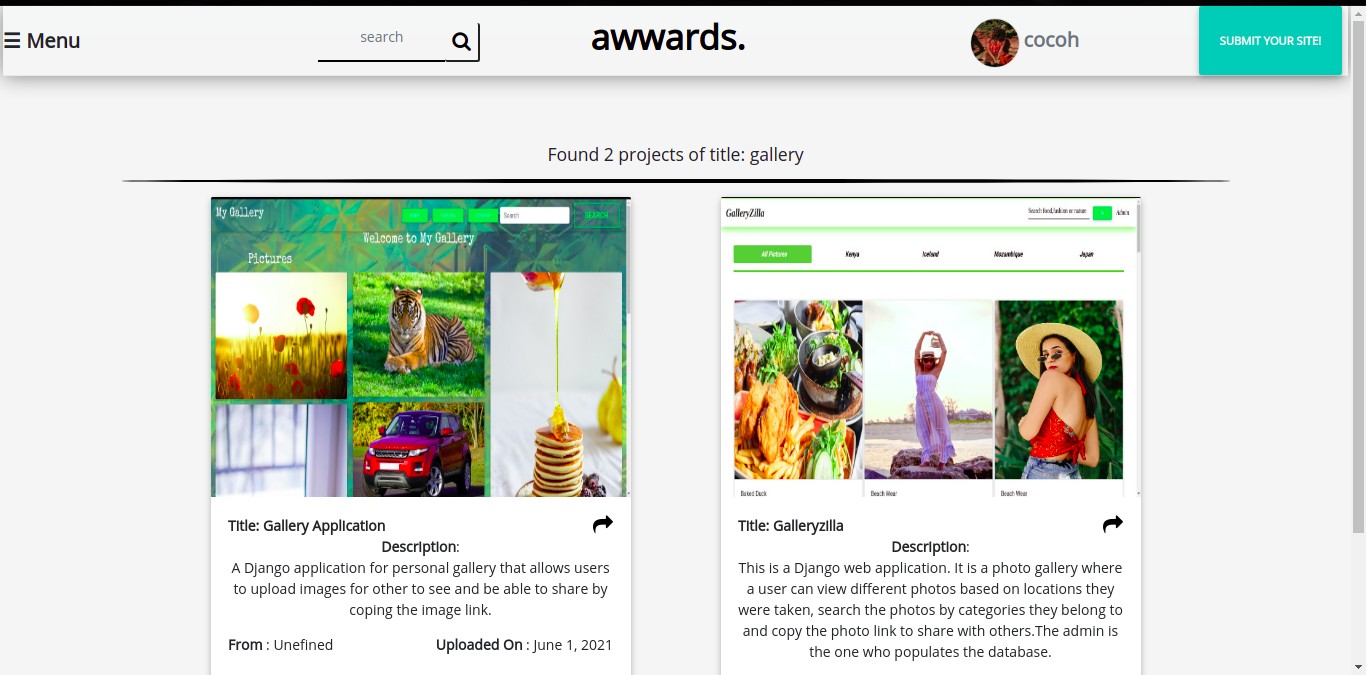 ☰ Menu
search
awwards.
cocoh
SUBMIT YOUR SITE!
Found 2 projects of title: gallery
My Gallery
Search
SEARCH
Welcome to My Gallery
Pictures
GalleryZilla
Search food,fashion or nature
Admin
All Pictures
Kenya
Iceland
Mozambique
Japan
Baked Duck
Beach Wear
Beach Wear
Title: Gallery Application
Description:
A Django application for personal gallery that allows users
to upload images for other to see and be able to share by
coping the image link.
From : Unefined
Uploaded On : June 1, 2021
Title: Galleryzilla
Description:
This is a Django web application. It is a photo gallery where
a user can view different photos based on locations they
were taken, search the photos by categories they belong to
and copy the photo link to share with others.The admin is
the one who populates the database.